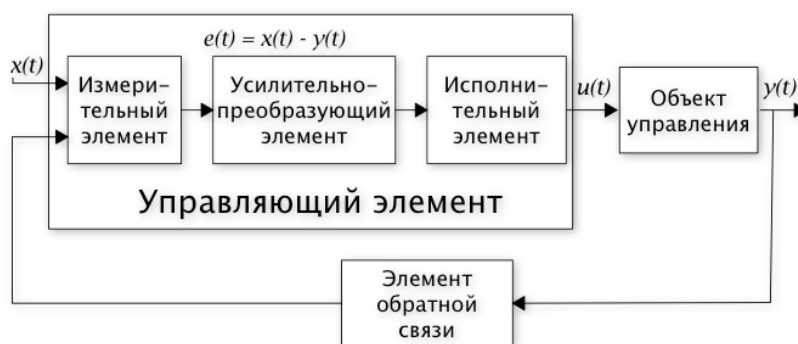 e(t) = x(t) - y(t)
x(t)
Измери-
тельный
элемент
Усилительно-
преобразующий
элемент
Исполни-
тельный
элемент
u(t)
Объект
управления
y(t)
Управляющий элемент
Элемент
обратной
связи